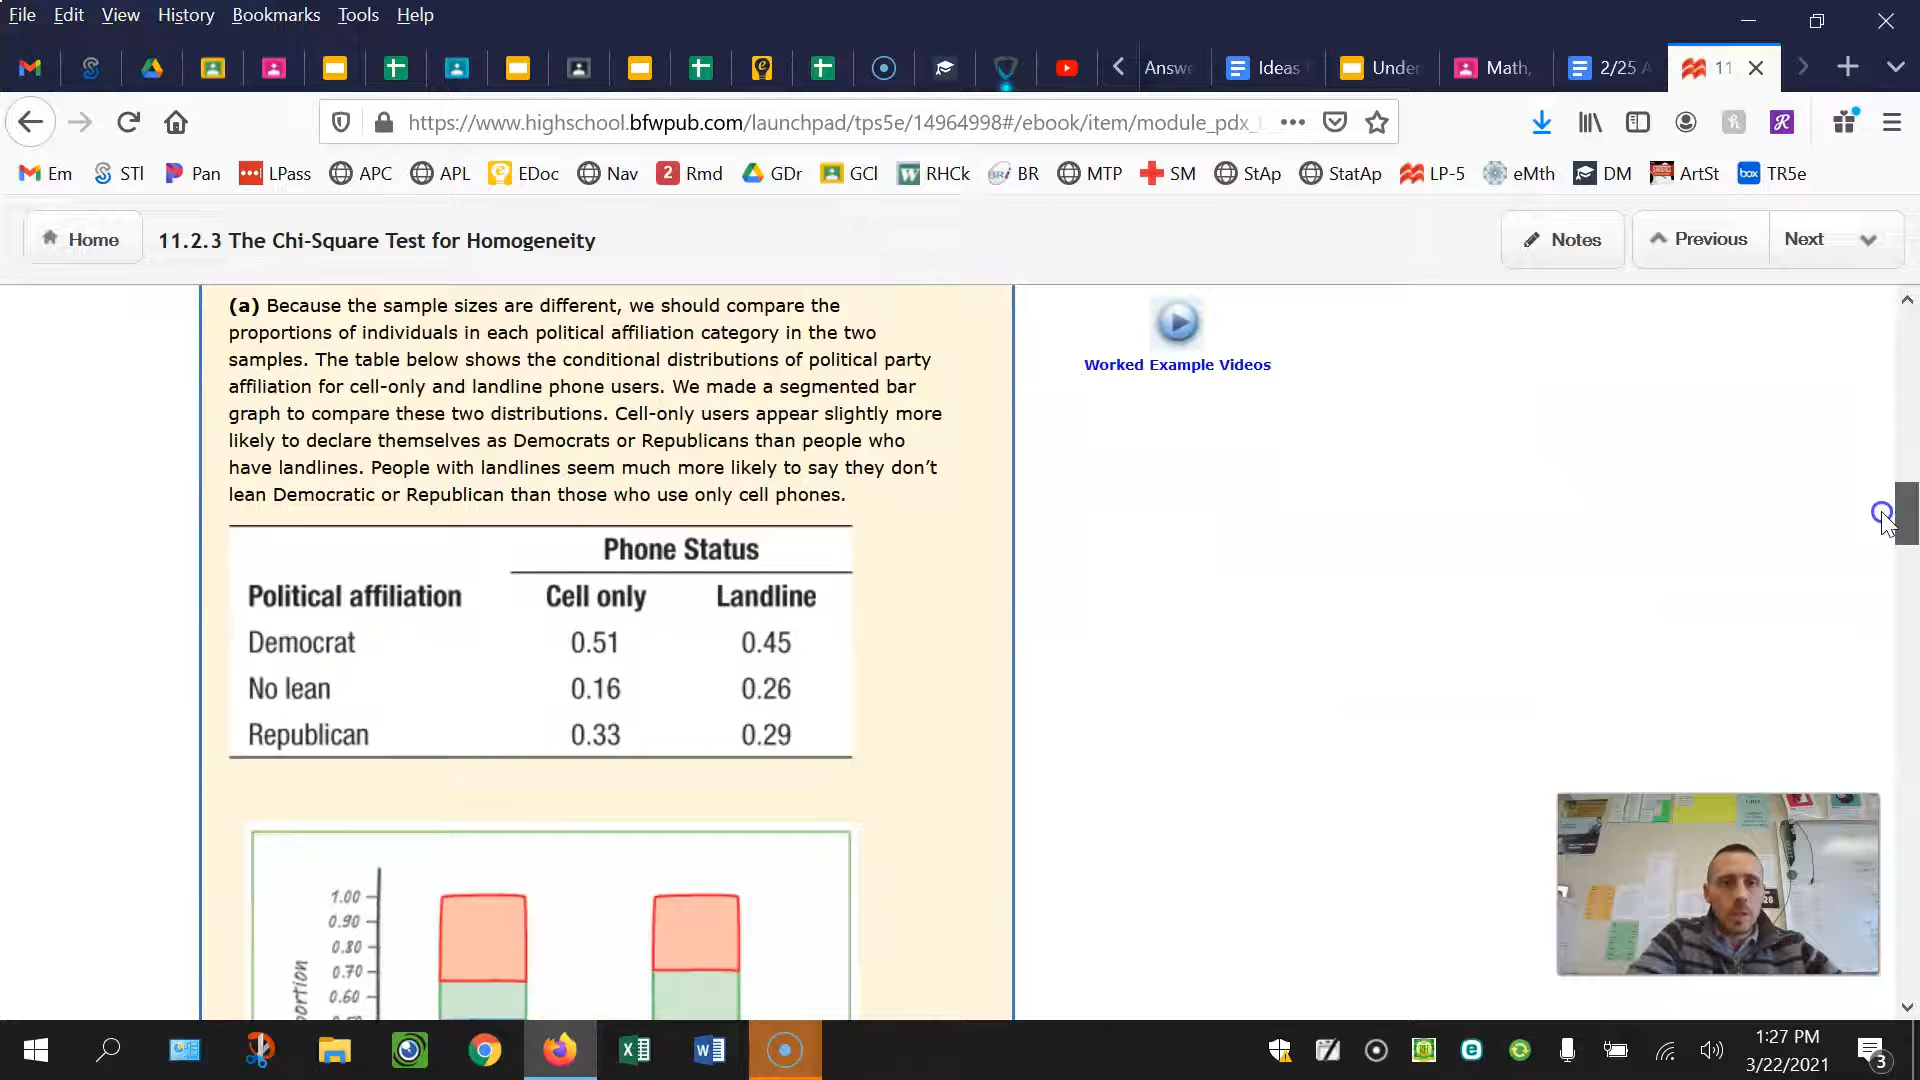 File Edit View History Bookmarks Tools Help
Answe Ideas Under Math, 2/25 A 11
https://www.highschool.bfwpub.com/launchpad/tps5e/14964998#/ebook/item/module_pdx_
Em STl Pan LPass APC APL EDoc Nav 2 Rmd GDr GCl RHCk BR MTP SM StAp StatAp LP-5 eMth DM ArtSt box TR5e
Home 11.2.3 The Chi-Square Test for Homogeneity Notes Previous Next
(a) Because the sample sizes are different, we should compare the
proportions of individuals in each political affiliation category in the two
samples. The table below shows the conditional distributions of political party
affiliation for cell-only and landline phone users. We made a segmented bar
graph to compare these two distributions. Cell-only users appear slightly more
likely to declare themselves as Democrats or Republicans than people who
have landlines. People with landlines seem much more likely to say they don't
lean Democratic or Republican than those who use only cell phones.
Worked Example Videos
Phone Status
Political affiliation Cell only Landline
Democrat 0.51 0.45
No lean 0.16 0.26
Republican 0.33 0.29
1.00
0.90
0.80
0.70
0.60
1:27 PM
3/22/2021
3